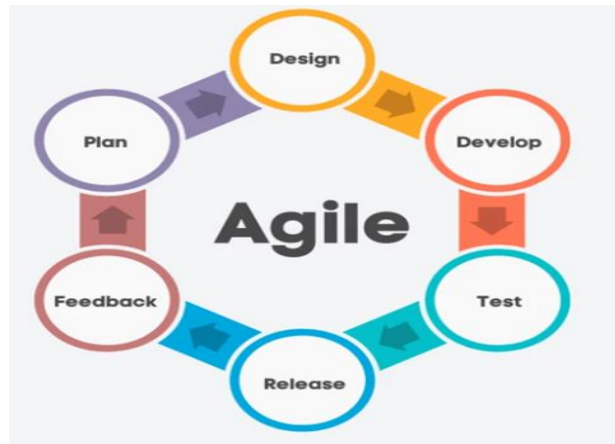 Design
Plan
Develop
Agile
Feedback
Test
Release